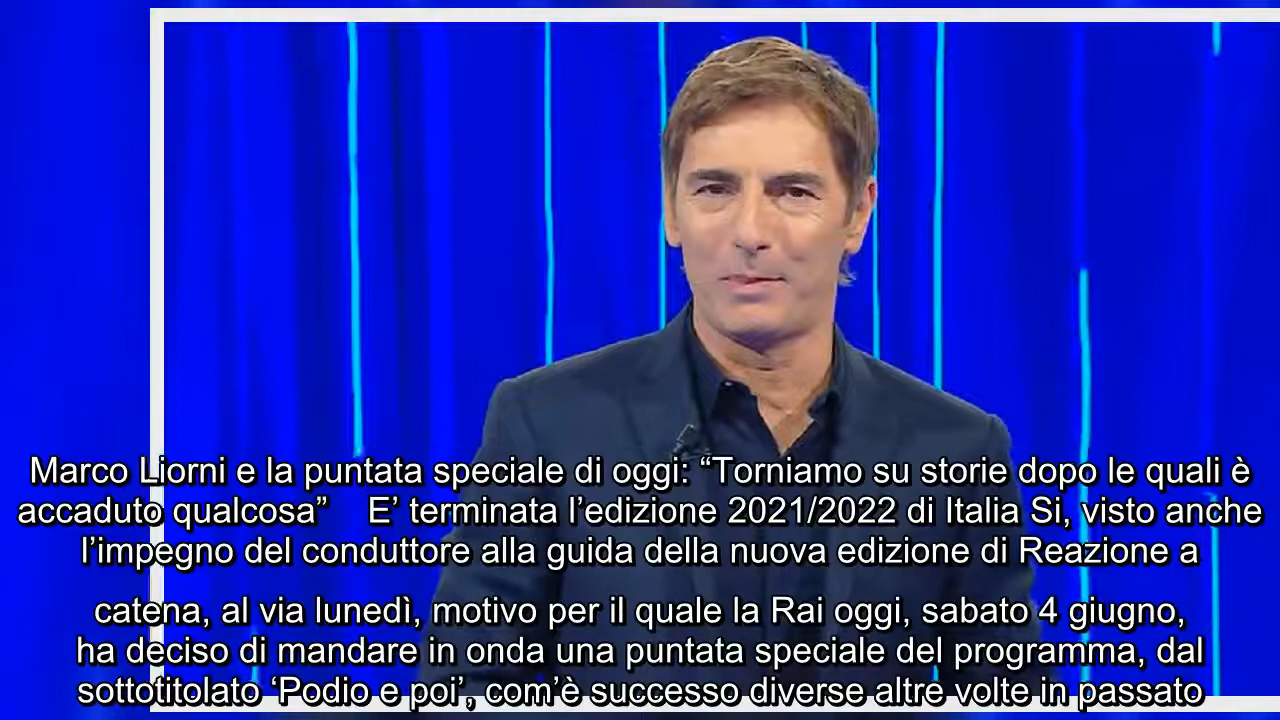 Marco Liorni e la puntata speciale di oggi: “Torniamo su storie dopo le quali è
accaduto qualcosa”    E’ terminata l’edizione 2021/2022 di Italia Si, visto anche
l’impegno del conduttore alla guida della nuova edizione di Reazione a
catena, al via lunedì, motivo per il quale la Rai oggi, sabato 4 giugno,
ha deciso di mandare in onda una puntata speciale del programma, dal
sottotitolato ‘Podio e poi’, com’è successo diverse altre volte in passato